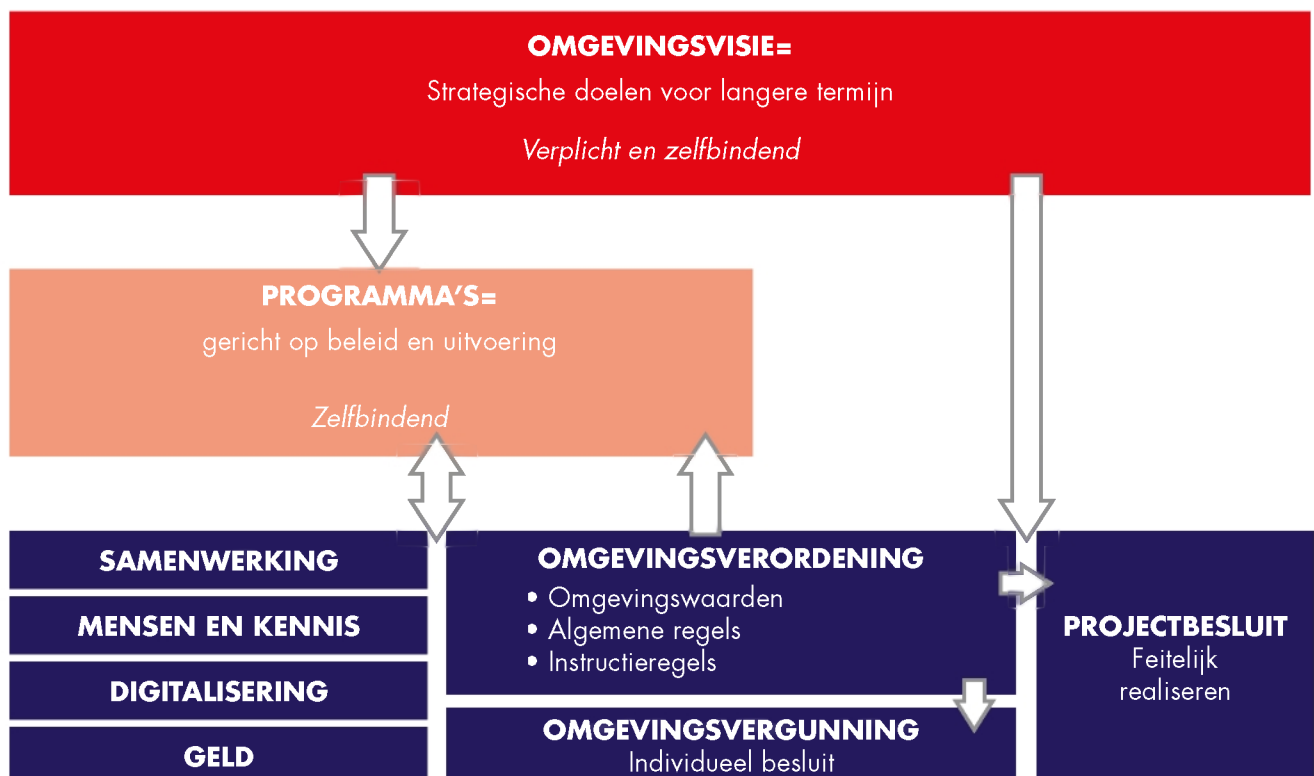 OMGEVINGSVISIE=
Strategische doelen voor langere termijn
Verplicht en zelfbindend
PROGRAMMA'S=
gericht op beleid en uitvoering
Zelfbindend
SAMENWERKING
MENSEN EN KENNIS
DIGITALISERING
GELD
OMGEVINGSVERORDENING
• Omgevingswaarden
• Algemene regels
• Instructieregels
OMGEVINGSVERGUNNING
Individueel besluit
PROJECTBESLUIT
Feitelijk
realiseren